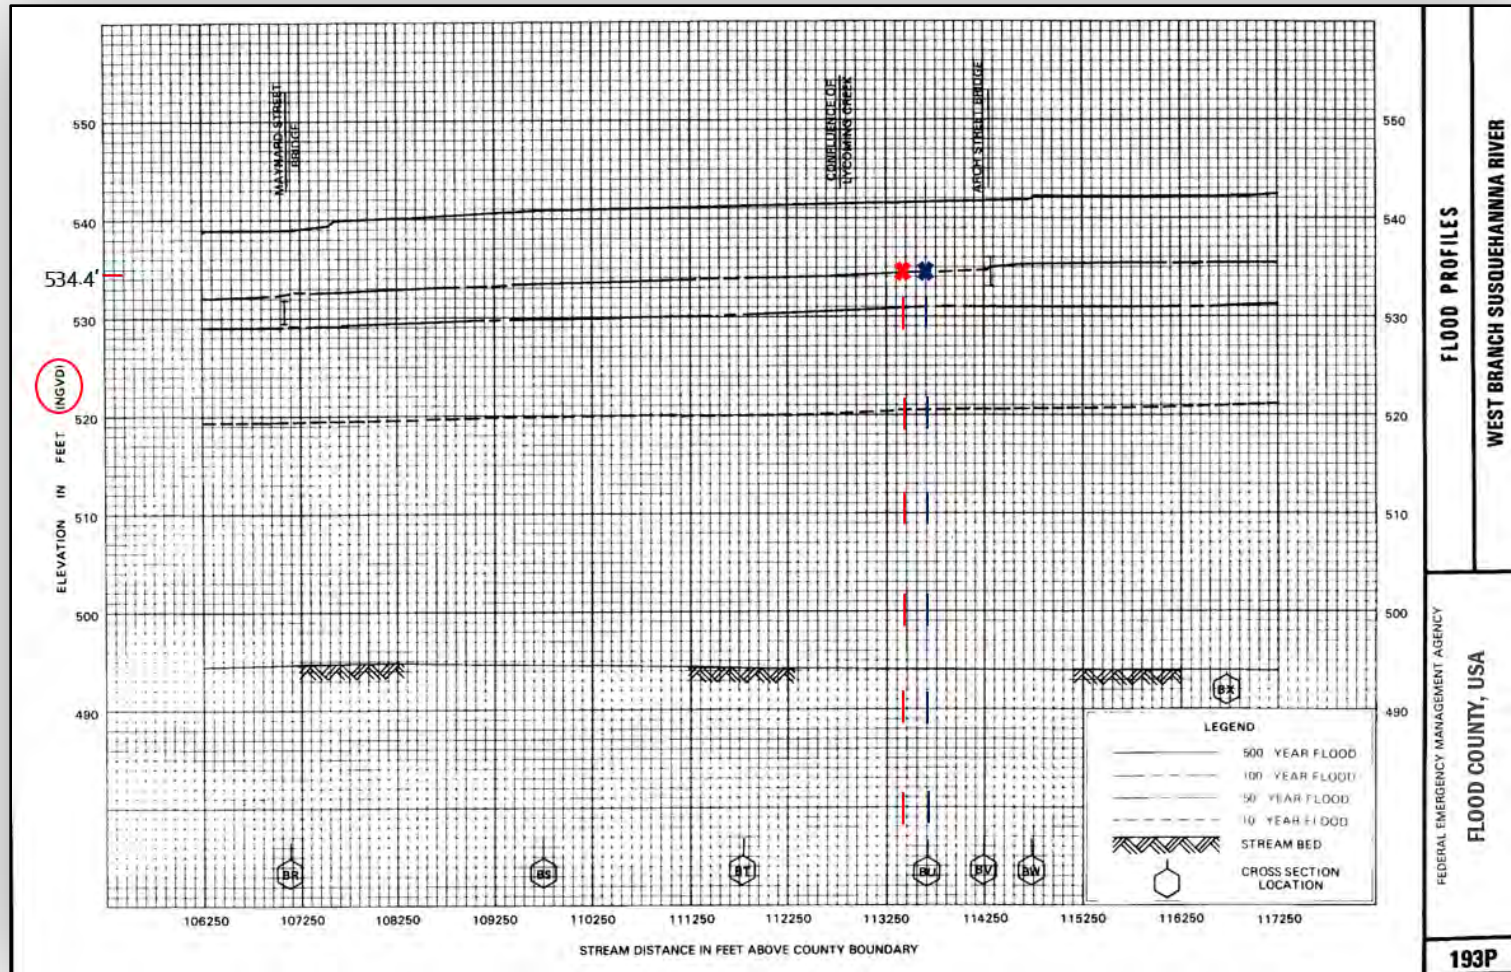 MAYNARD STREET
BRIDGE
CONFLUENCE OF
LYCOMING CREEK
ARCH STREET BRIDGE
550
540
534.4'
530
520
510
500
490
550
540
530
520
510
500
490
ELEVATION IN FEET (NGVD)
BX
LEGEND
500 YEAR FLOOD
100 YEAR FLOOD
50 YEAR FLOOD
10 YEAR FLOOD
STREAM BED
CROSS SECTION
LOCATION
BR
BS
BT
BU
BV
BW
106250
107250
108250
109250
110250
111250
112250
113250
114250
115250
116250
117250
STREAM DISTANCE IN FEET ABOVE COUNTY BOUNDARY
FLOOD PROFILES
WEST BRANCH SUSQUEHANNNA RIVER
FEDERAL EMERGENCY MANAGEMENT AGENCY
FLOOD COUNTY, USA
193P